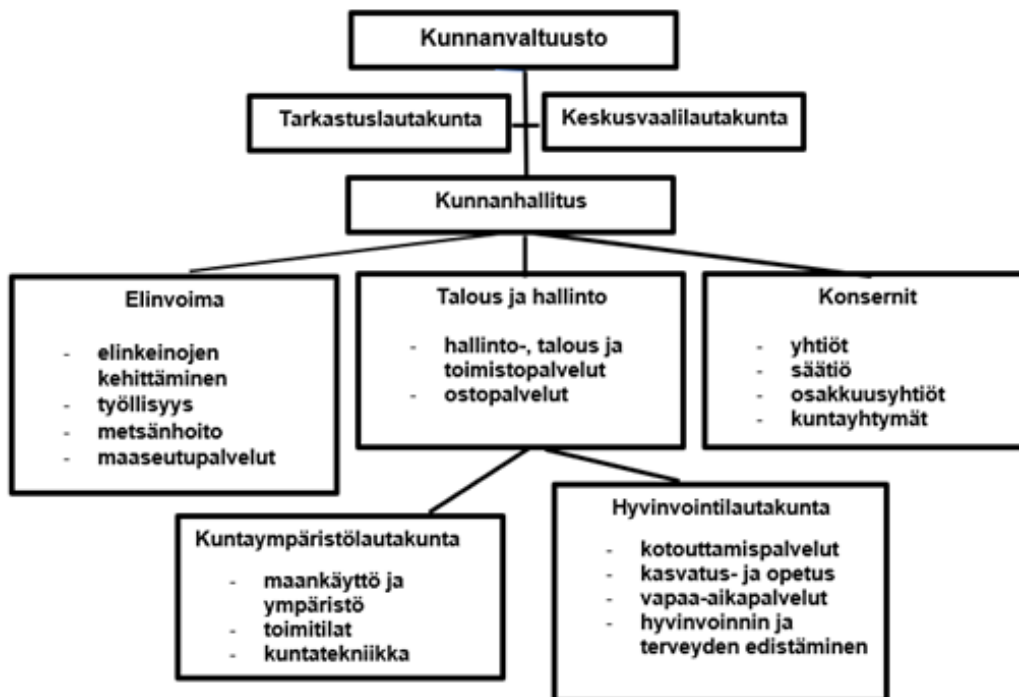 Kunnanvaltuusto
Tarkastuslautakunta
Keskusvaalilautakunta
Kunnanhallitus
Elinvoima
- elinkeinojen
kehittäminen
- työllisyys
- metsänhoito
- maaseutupalvelut
Talous ja hallinto
- hallinto-, talous ja
toimistopalvelut
- ostopalvelut
Konsernit
- yhtiöt
- säätiö
- osakkuusyhtiöt
- kuntayhtymät
Kuntaympäristölautakunta
- maankäyttö ja
ympäristö
- toimitilat
- kuntatekniikka
Hyvinvointilautakunta
- kotouttamispalvelut
- kasvatus- ja opetus
- vapaa-aikapalvelut
- hyvinvoinnin ja
terveyden edistäminen